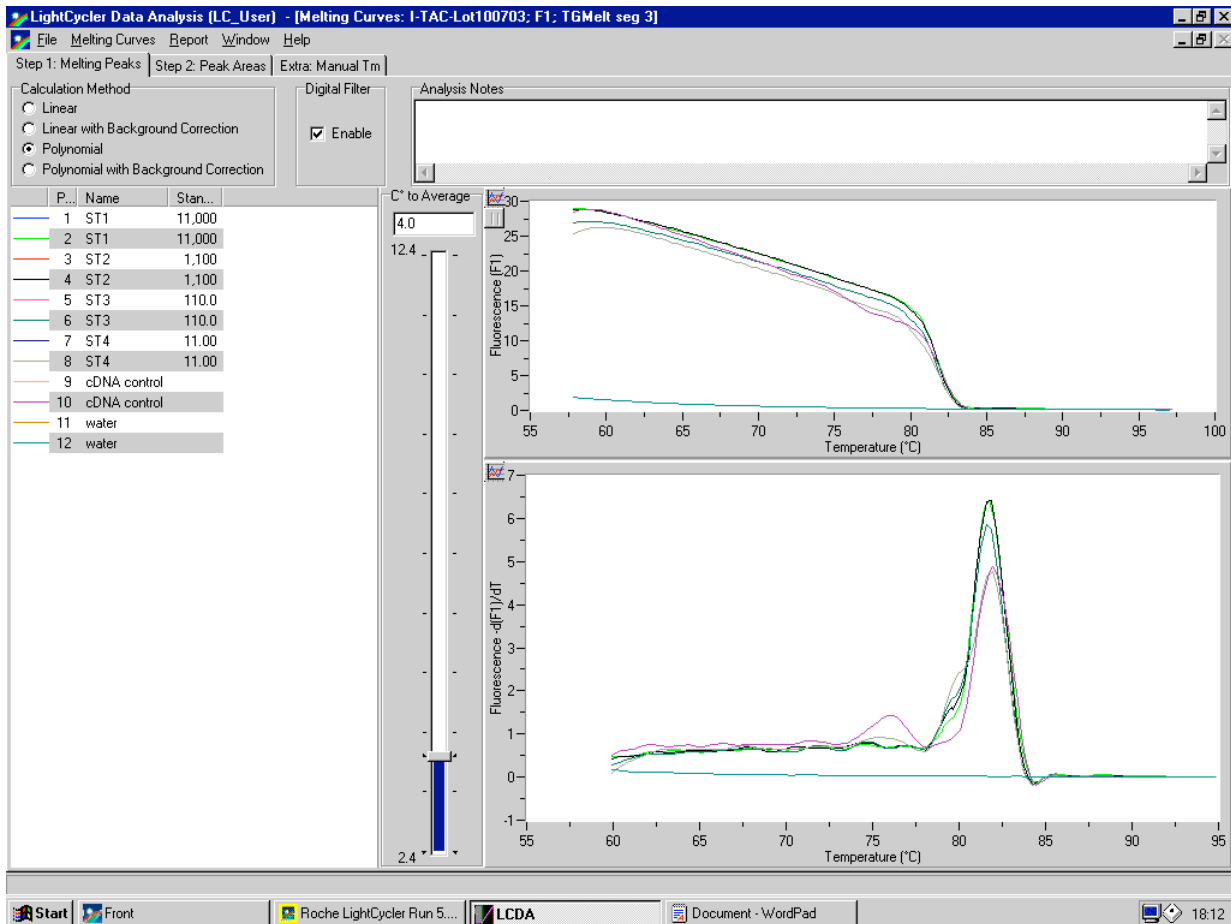 LightCycler Data Analysis (LC_User) - [Melting Curves: I-TAC-Lot100703; F1; TGMelt seg 3]
File Melting Curves Report Window Help
Step 1: Melting Peaks Step 2: Peak Areas Extra: Manual Tm
Calculation Method
Linear
Linear with Background Correction
Polynomial
Polynomial with Background Correction
Digital Filter
Enable
Analysis Notes
P... Name Stan...
1 ST1 11,000
2 ST1 11,000
3 ST2 1,100
4 ST2 1,100
5 ST3 110.0
6 ST3 110.0
7 ST4 11.00
8 ST4 11.00
9 cDNA control
10 cDNA control
11 water
12 water
C° to Average
4.0
12.4
2.4
30
25
20
15
10
5
0
Fluorescence (F1)
55 60 65 70 75 80 85 90 95 100
Temperature (°C)
7
6
5
4
3
2
1
0
-1
Fluorescence -d(F1)/dT
55 60 65 70 75 80 85 90 95
Temperature (°C)
Start Front Roche LightCycler Run 5.... LCDA Document - WordPad 18:12